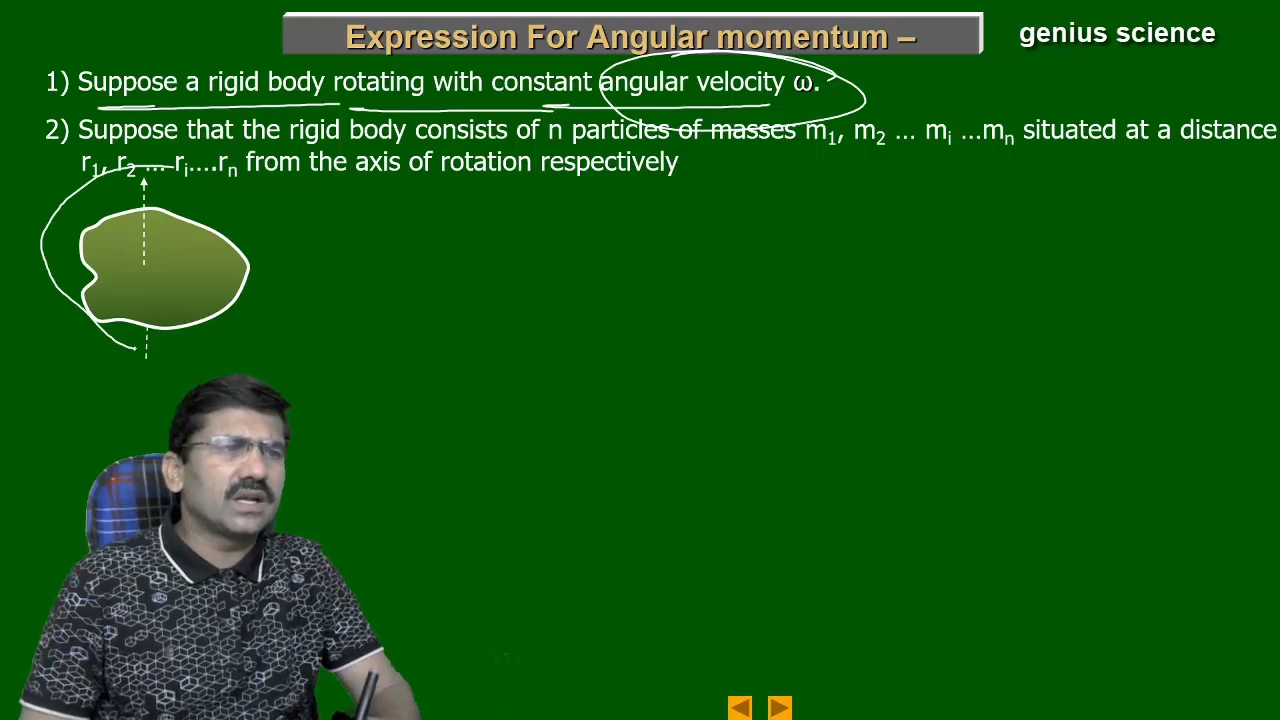 Expression For Angular momentum –
genius science
1) Suppose a rigid body rotating with constant angular velocity ω.
2) Suppose that the rigid body consists of n particles of masses m₁, m₂ ... mᵢ ...mₙ situated at a distance
r₁, r₂ ... rᵢ....rₙ from the axis of rotation respectively